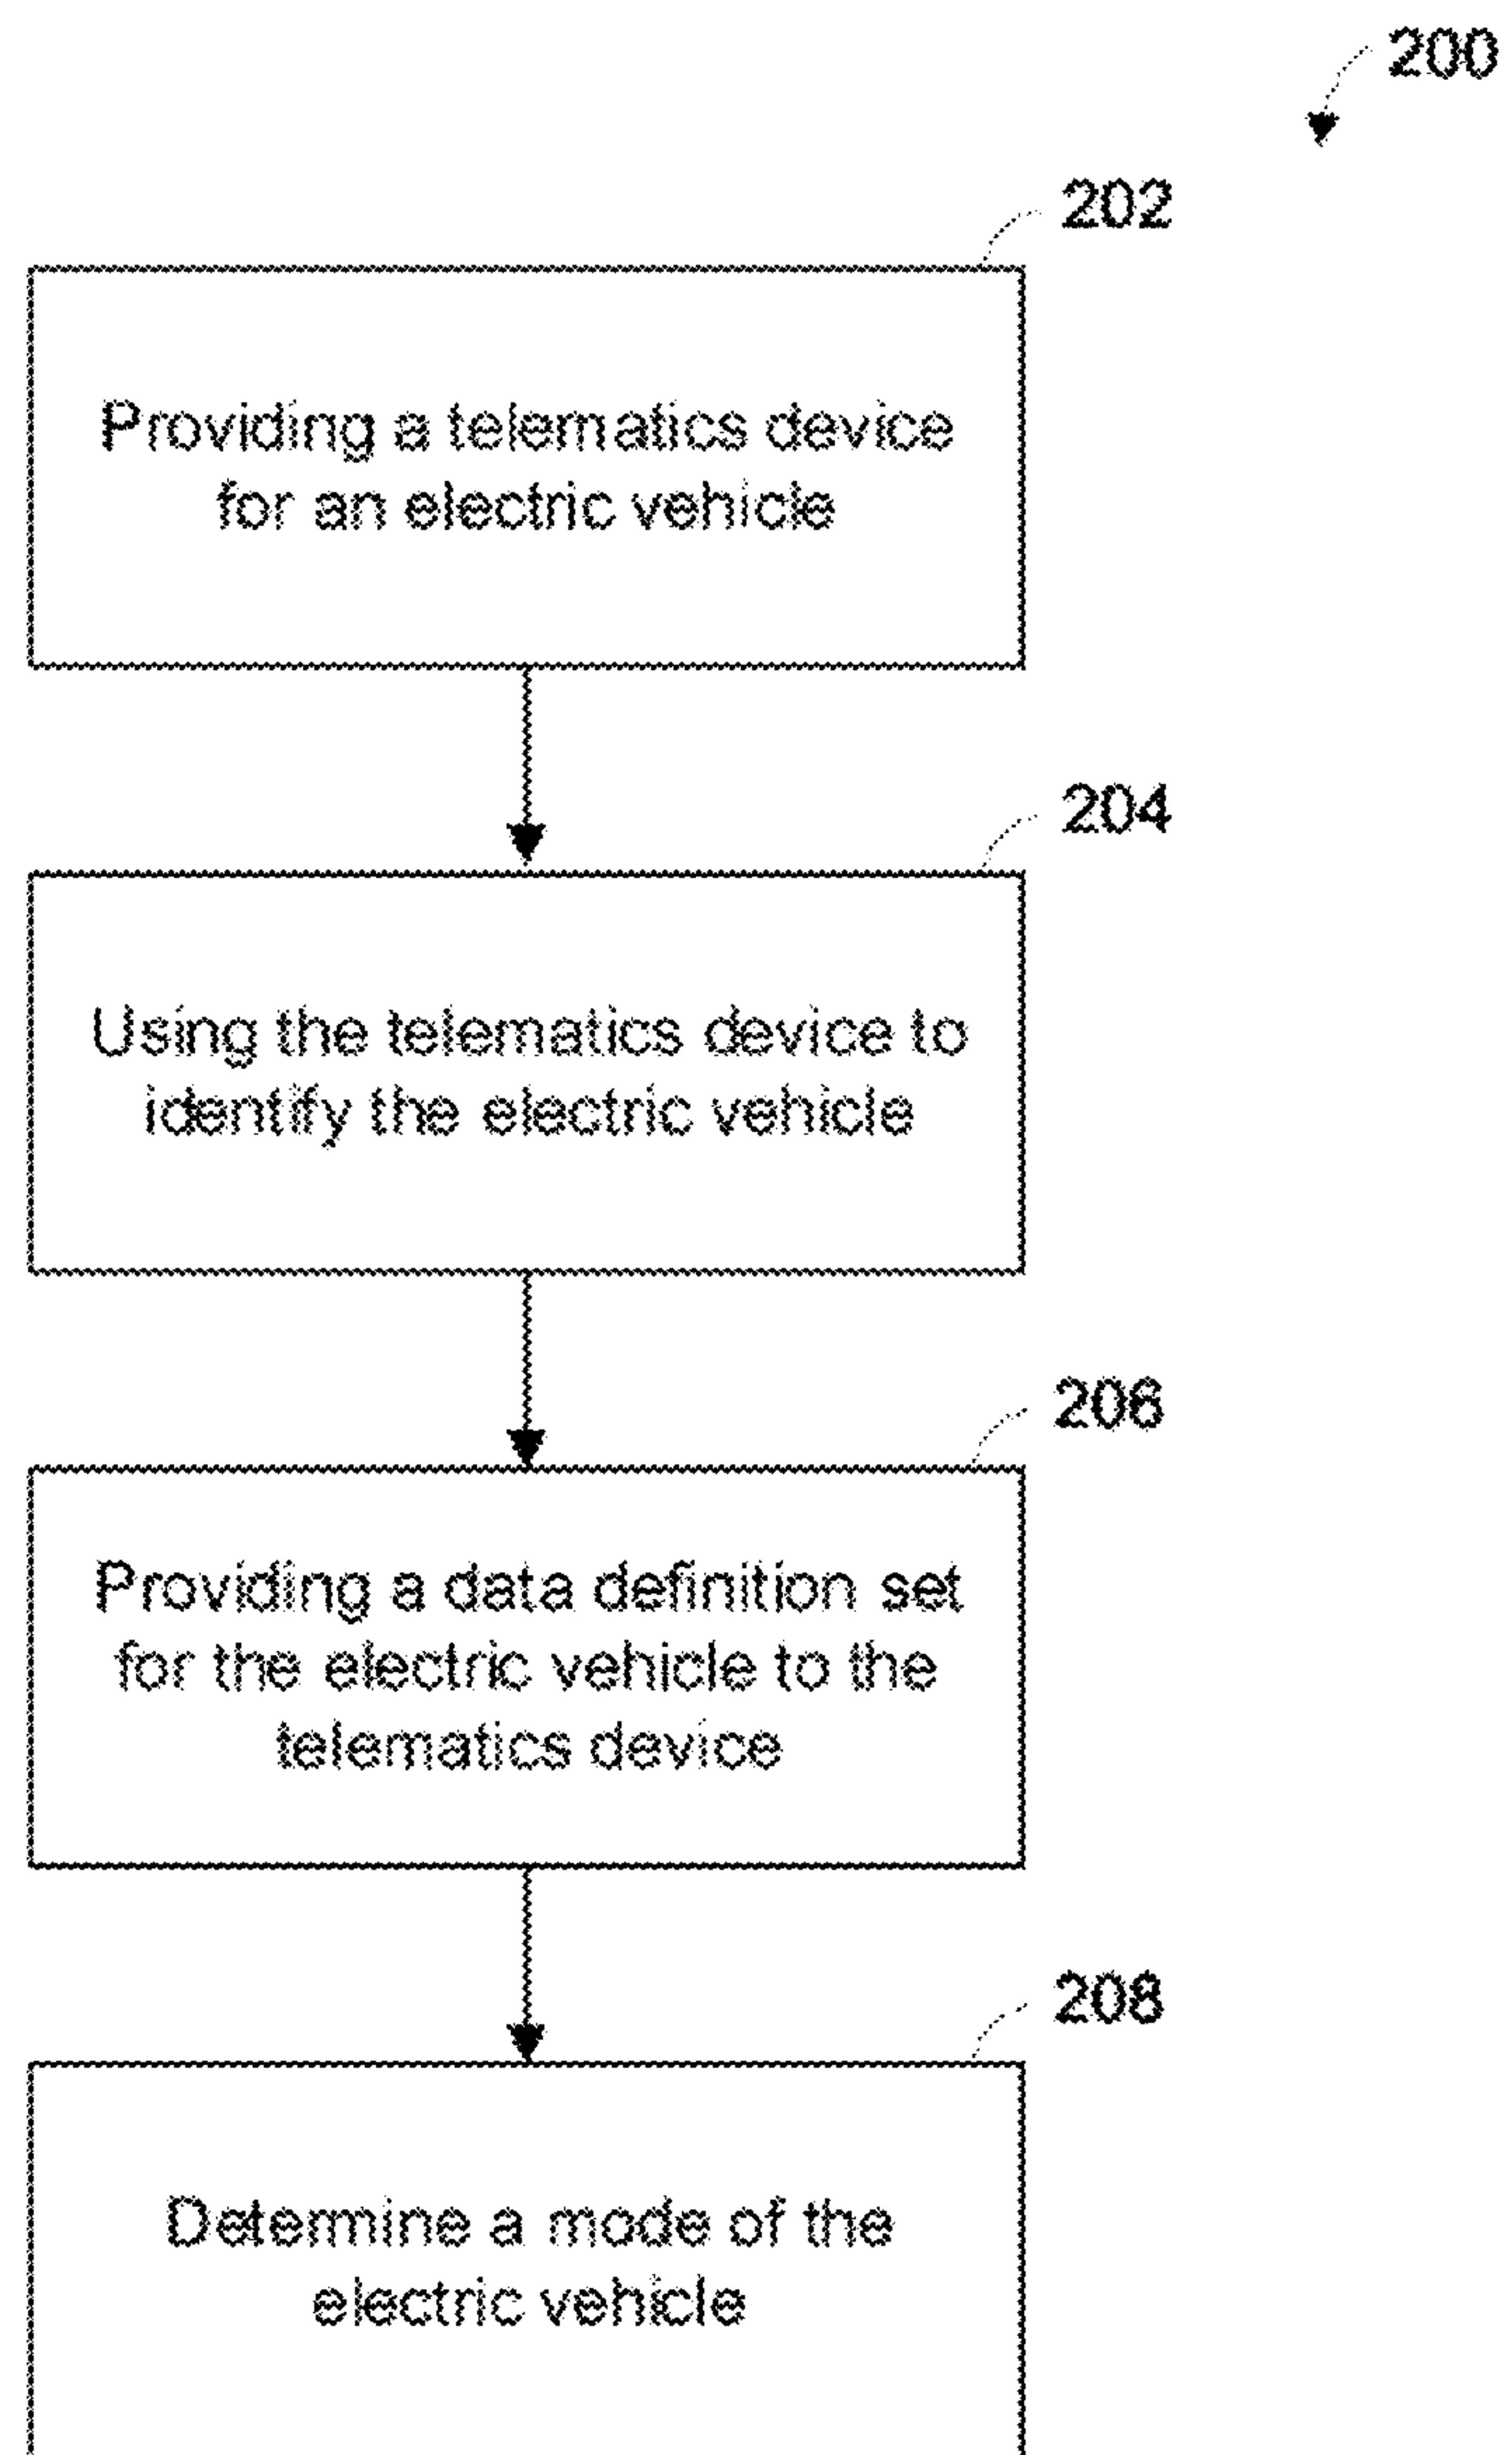 200
202
Providing a telematics device
for an electric vehicle
204
Using the telematics device to
identify the electric vehicle
206
Providing a data definition set
for the electric vehicle to the
telematics device
208
Determine a mode of the
electric vehicle